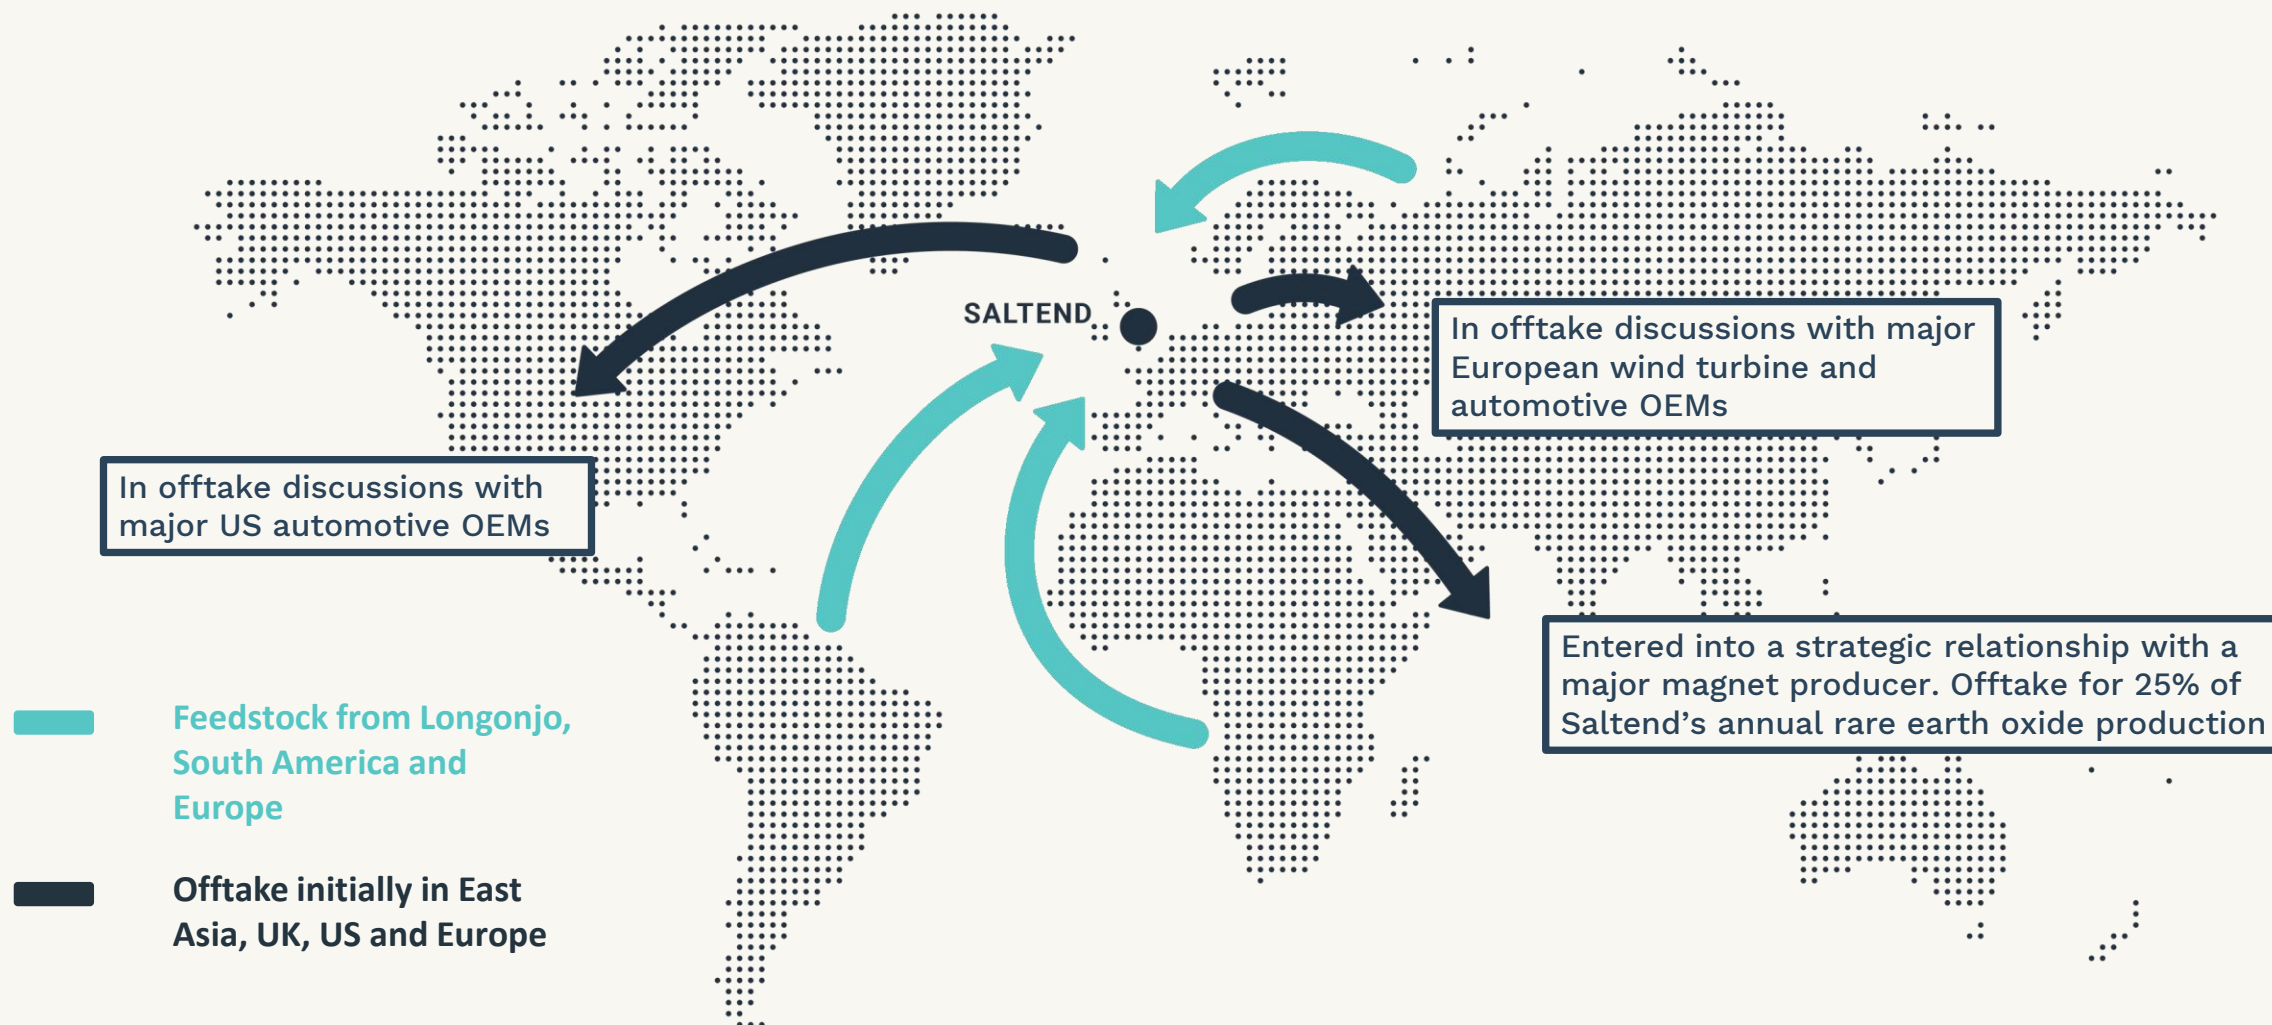 SALTEND
In offtake discussions with major
European wind turbine and
automotive OEMs
In offtake discussions with
major US automotive OEMs
Entered into a strategic relationship with a
major magnet producer. Offtake for 25% of
Saltend’s annual rare earth oxide production
Feedstock from Longonjo,
South America and
Europe
Offtake initially in East
Asia, UK, US and Europe